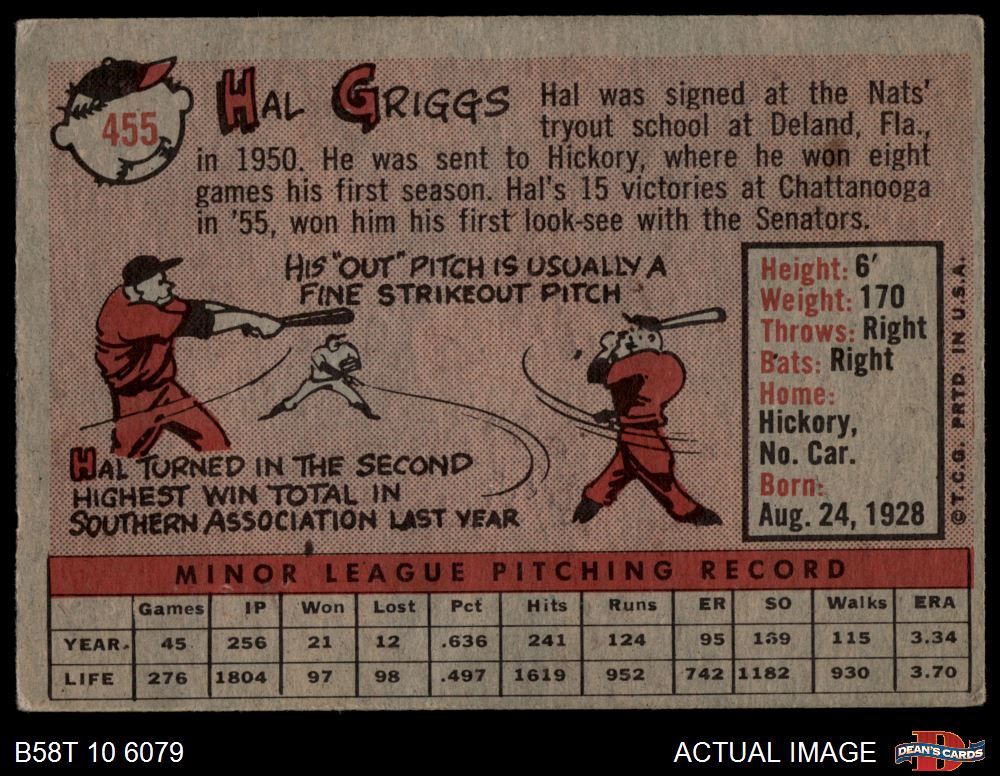 455
HAL GRIGGS
Hal was signed at the Nats'
tryout school at Deland, Fla.,
in 1950. He was sent to Hickory, where he won eight
games his first season. Hal's 15 victories at Chattanooga
in '55, won him his first look-see with the Senators.
HIS "OUT" PITCH IS USUALLY A
FINE STRIKEOUT PITCH
HAL TURNED IN THE SECOND
HIGHEST WIN TOTAL IN
SOUTHERN ASSOCIATION LAST YEAR
Height: 6'
Weight: 170
Throws: Right
Bats: Right
Home:
Hickory,
No. Car.
Born:
Aug. 24, 1928
© T.C.G. PRTD. IN U.S.A.
MINOR LEAGUE PITCHING RECORD
Games IP Won Lost Pct Hits Runs ER SO Walks ERA
YEAR 45 256 21 12 .636 241 124 95 169 115 3.34
LIFE 276 1804 97 98 .497 1619 952 742 1182 930 3.70
B58T 10 6079
ACTUAL IMAGE
DEAN'S CARDS